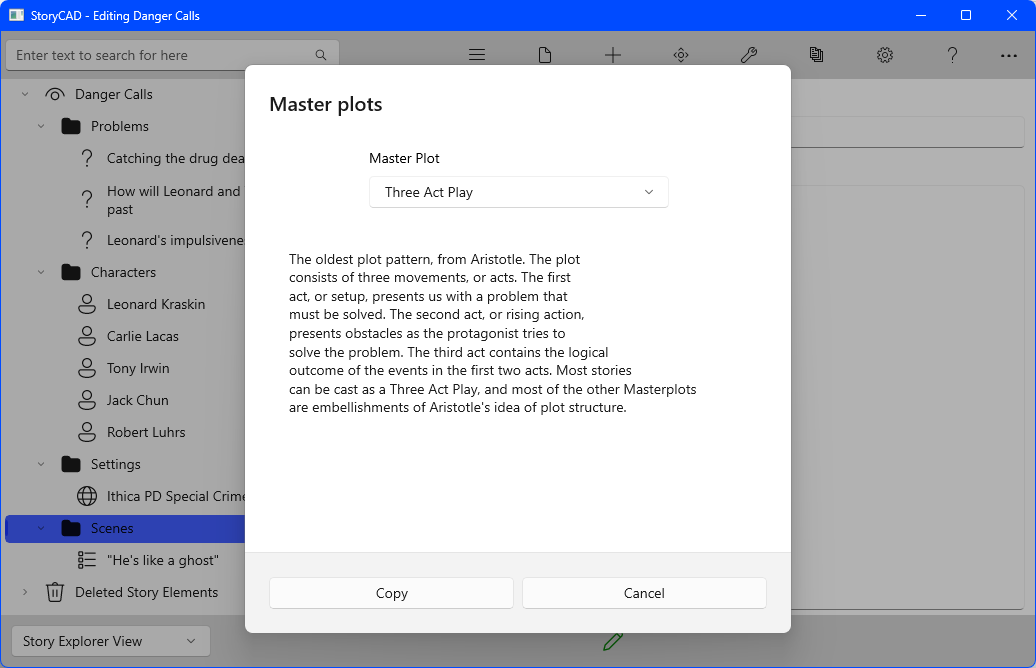 StoryCAD - Editing Danger Calls
Enter text to search for here
Danger Calls
Problems
Catching the drug dea
How will Leonard and
past
Leonard's impulsivene
Characters
Leonard Kraskin
Carlie Lacas
Tony Irwin
Jack Chun
Robert Luhrs
Settings
Ithica PD Special Crime
Scenes
"He's like a ghost"
Deleted Story Elements
Story Explorer View
Master plots
Master Plot
Three Act Play
The oldest plot pattern, from Aristotle. The plot
consists of three movements, or acts. The first
act, or setup, presents us with a problem that
must be solved. The second act, or rising action,
presents obstacles as the protagonist tries to
solve the problem. The third act contains the logical
outcome of the events in the first two acts. Most stories
can be cast as a Three Act Play, and most of the other Masterplots
are embellishments of Aristotle's idea of plot structure.
Copy
Cancel